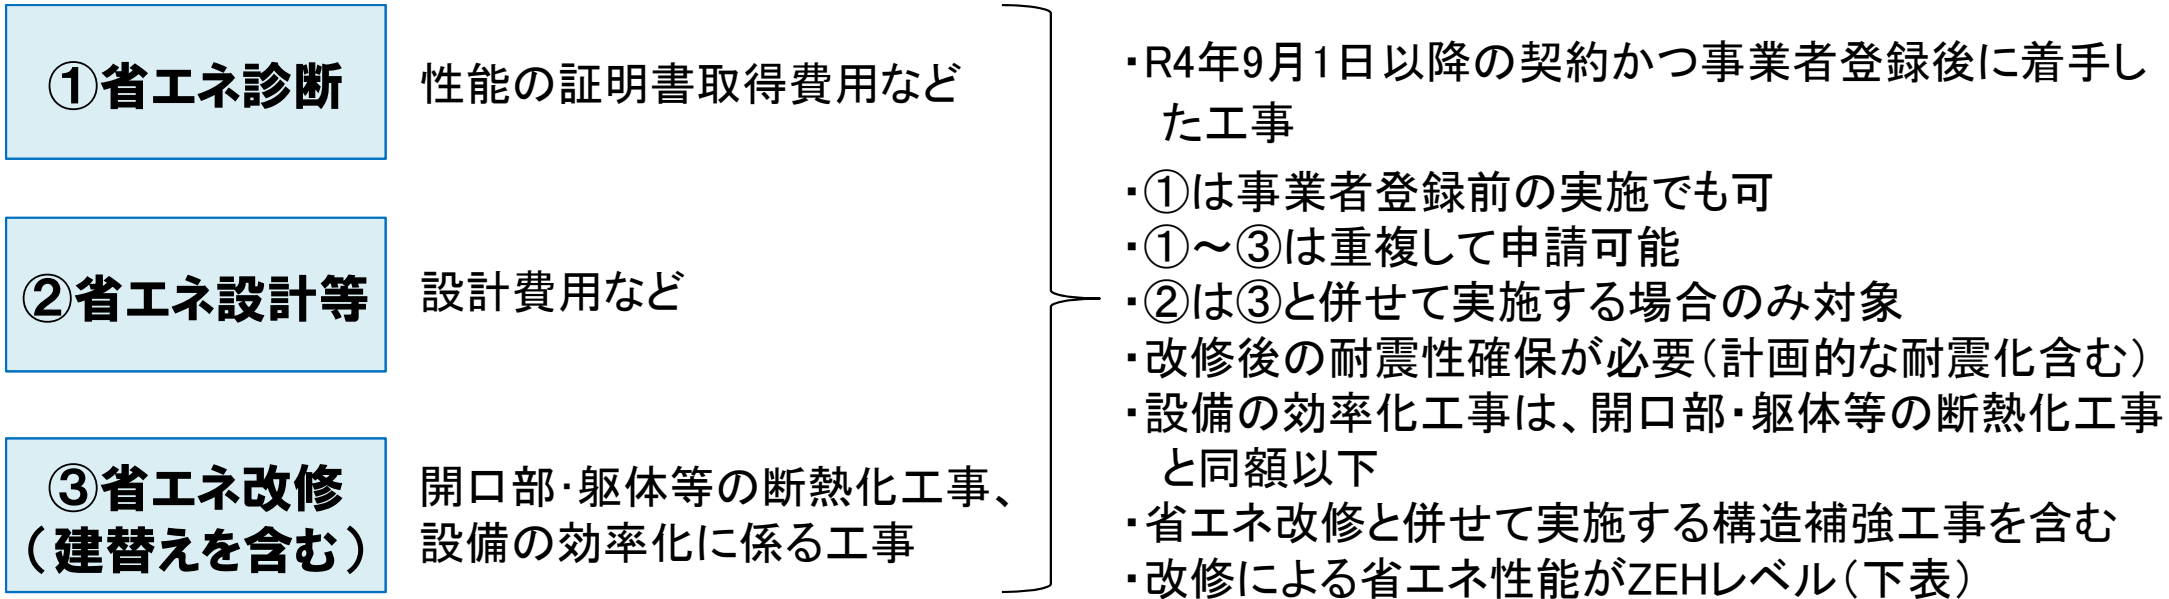 ①省エネ診断
性能の証明書取得費用など
②省エネ設計等
設計費用など
③省エネ改修
（建替えを含む）
開口部・躯体等の断熱化工事、
設備の効率化に係る工事
・R4年9月1日以降の契約かつ事業者登録後に着手し
た工事
・①は事業者登録前の実施でも可
・①～③は重複して申請可能
・②は③と併せて実施する場合のみ対象
・改修後の耐震性確保が必要（計画的な耐震化含む）
・設備の効率化工事は、開口部・躯体等の断熱化工事
と同額以下
・省エネ改修と併せて実施する構造補強工事を含む
・改修による省エネ性能がZEHレベル（下表）